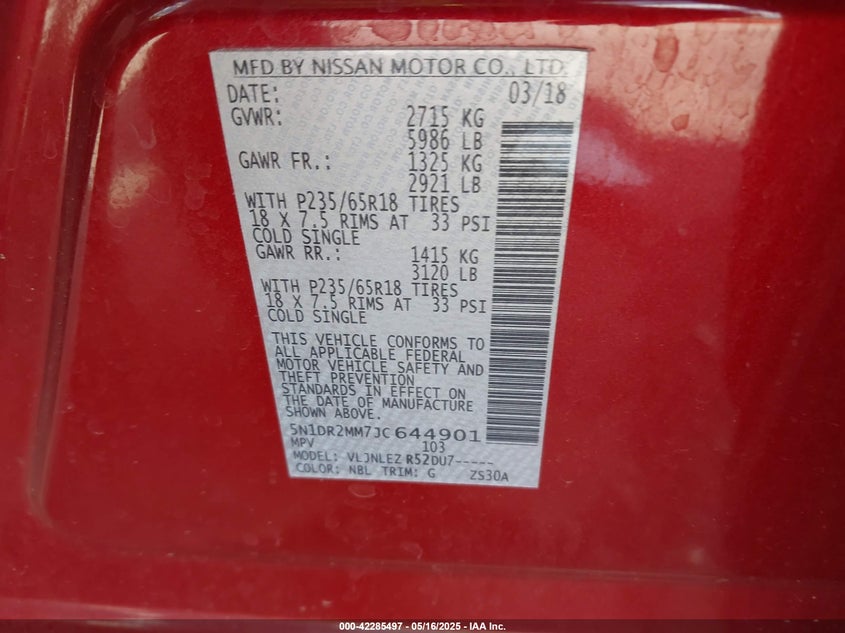 MFD BY NISSAN MOTOR CO., LTD.
DATE: 03/18
GVWR: 2715 KG
5986 LB
GAWR FR.: 1325 KG
2921 LB
WITH P235/65R18 TIRES
18 X 7.5 RIMS AT 33 PSI
COLD SINGLE
GAWR RR.: 1415 KG
3120 LB
WITH P235/65R18 TIRES
18 X 7.5 RIMS AT 33 PSI
COLD SINGLE
THIS VEHICLE CONFORMS TO
ALL APPLICABLE FEDERAL
MOTOR VEHICLE SAFETY AND
THEFT PREVENTION
STANDARDS IN EFFECT ON
THE DATE OF MANUFACTURE
SHOWN ABOVE.
5N1DR2MM7JC644901
MPV 103
MODEL: VLJNLEZ R52DU7-----
COLOR: NBL TRIM: G ZS30A
000-42285497 - 05/16/2025 - IAA Inc.